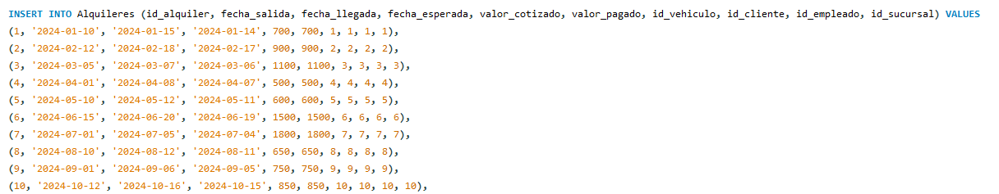 INSERT INTO Alquileres (id_alquiler, fecha_salida, fecha_llegada, fecha_esperada, valor_cotizado, valor_pagado, id_vehiculo, id_cliente, id_empleado, id_sucursal) VALUES
(1, '2024-01-10', '2024-01-15', '2024-01-14', 700, 700, 1, 1, 1, 1),
(2, '2024-02-12', '2024-02-18', '2024-02-17', 900, 900, 2, 2, 2, 2),
(3, '2024-03-05', '2024-03-07', '2024-03-06', 1100, 1100, 3, 3, 3, 3),
(4, '2024-04-01', '2024-04-08', '2024-04-07', 500, 500, 4, 4, 4, 4),
(5, '2024-05-10', '2024-05-12', '2024-05-11', 600, 600, 5, 5, 5, 5),
(6, '2024-06-15', '2024-06-20', '2024-06-19', 1500, 1500, 6, 6, 6, 6),
(7, '2024-07-01', '2024-07-05', '2024-07-04', 1800, 1800, 7, 7, 7, 7),
(8, '2024-08-10', '2024-08-12', '2024-08-11', 650, 650, 8, 8, 8, 8),
(9, '2024-09-01', '2024-09-06', '2024-09-05', 750, 750, 9, 9, 9, 9),
(10, '2024-10-12', '2024-10-16', '2024-10-15', 850, 850, 10, 10, 10, 10),